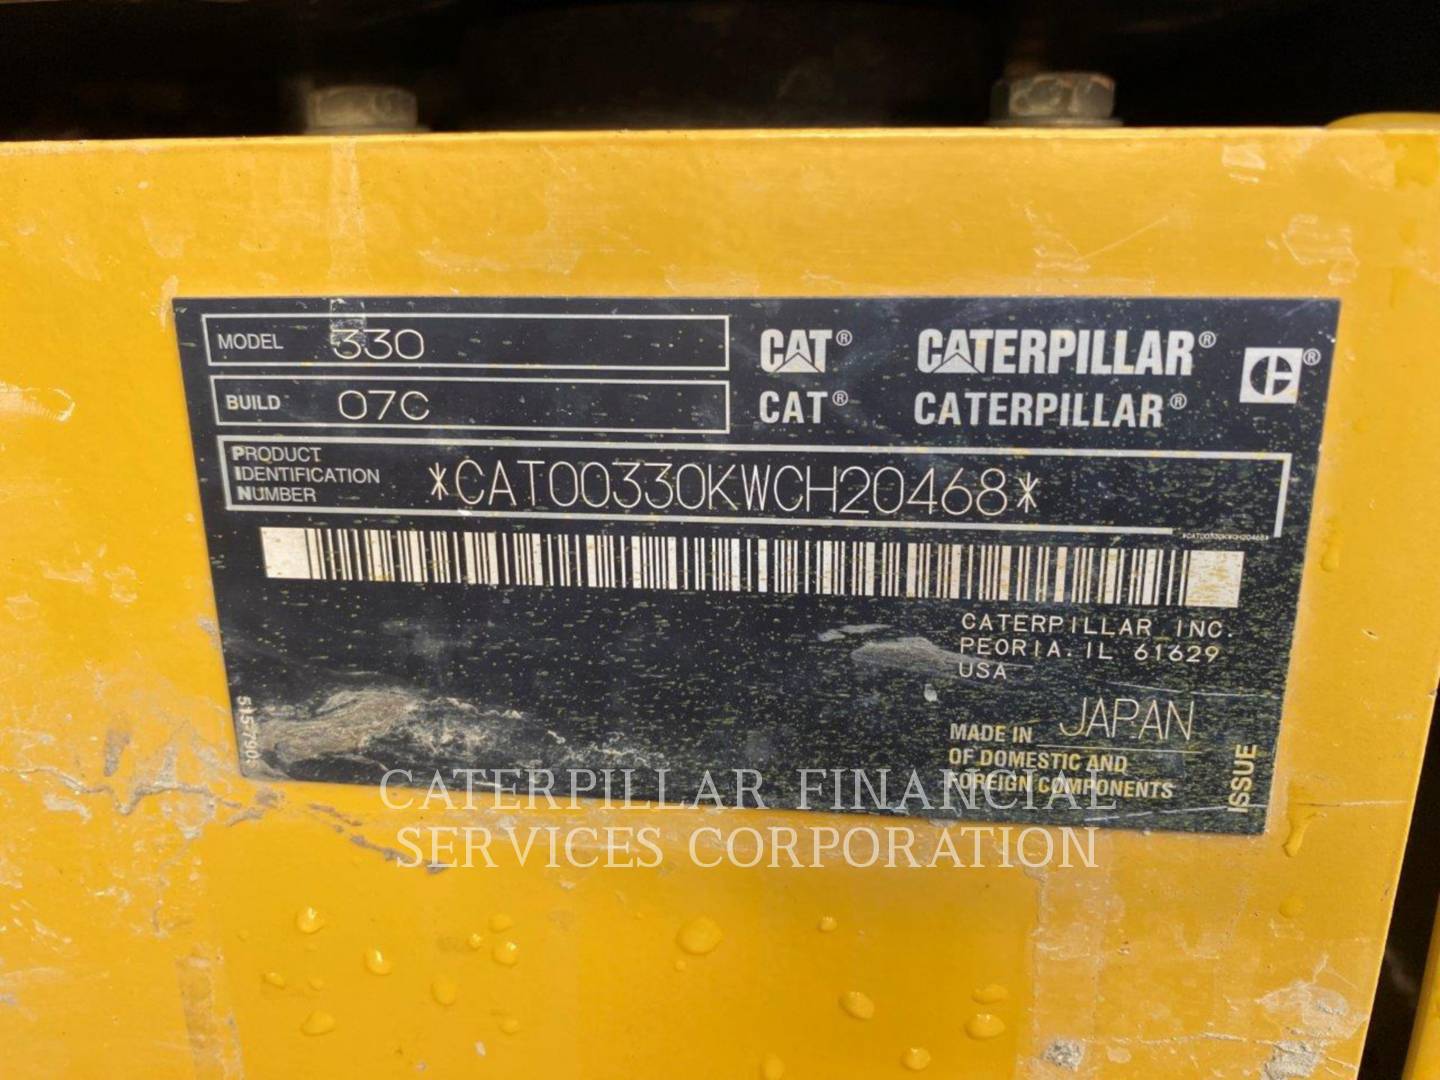 MODEL 330
BUILD 07C
CAT® CATERPILLAR®
CAT® CATERPILLAR®
PRODUCT
IDENTIFICATION
NUMBER
*CAT00330KWCH20468*
*CAT00330KWCH20468*
CATERPILLAR INC.
PEORIA, IL 61629
USA
MADE IN JAPAN
OF DOMESTIC AND
FOREIGN COMPONENTS
ISSUE
CATERPILLAR FINANCIAL
SERVICES CORPORATION